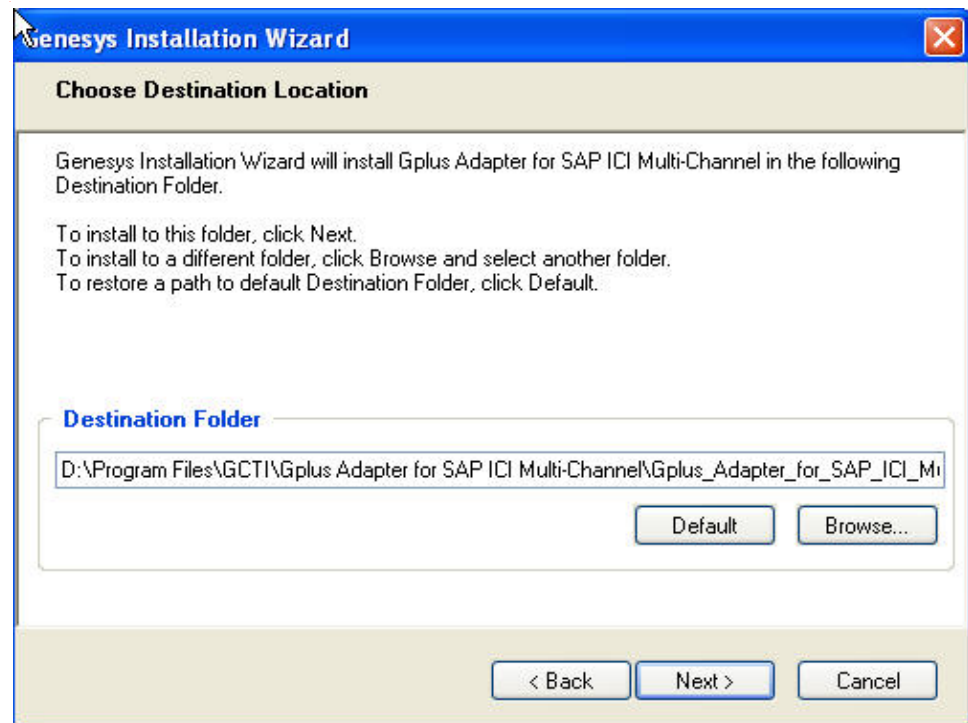 Genesys Installation Wizard
Choose Destination Location
Genesys Installation Wizard will install Gplus Adapter for SAP ICI Multi-Channel in the following
Destination Folder.
To install to this folder, click Next.
To install to a different folder, click Browse and select another folder.
To restore a path to default Destination Folder, click Default.
Destination Folder
D:\Program Files\GCTI\Gplus Adapter for SAP ICI Multi-Channel\Gplus_Adapter_for_SAP_ICI_M
Default Browse...
< Back Next > Cancel